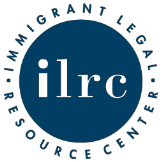 IMMIGRANT LEGAL
ilrc
RESOURCE CENTER